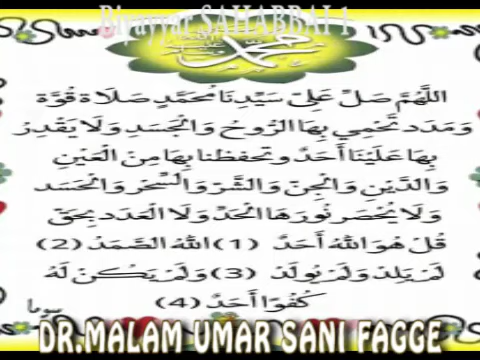 Biyayyar SAHABBAI 1
محمد
اللَّهُمَّ صَلِّ عَلَى سَيِّدِنَا مُحَمَّدٍ صَلَاةَ قُوَّةَ
وَمَدَد تَحْمِي بِهَا الرُّوحُ وَالْجَسَدِ وَلَا يَقْدِرُ
بِهَا عَلَيْنَا أَحَدٌ وَتَحْفَظْنَا بِهَا مِنَ الْعَيْنِ
وَالدَّيْنِ وَالْجِنَّ وَالشَّرَّ وَالسِّحْرِ وَالْحَسَد
وَلَا يُحْصَرِ نُورَهَا الْحَدُّ وَلَا الْعَدَد بِحَقِّ
قُلْ هُوَ اللَّهُ أَحَدٌ (1) اللَّهُ الصَّمَدُ (2)
لَمْ يَلِدْ وَلَمْ يُولَدْ (3) وَلَمْ يَكُنْ لَهُ
كُفُوًا أَحَدٌ (4)
DR.MALAM UMAR SANI FAGGE